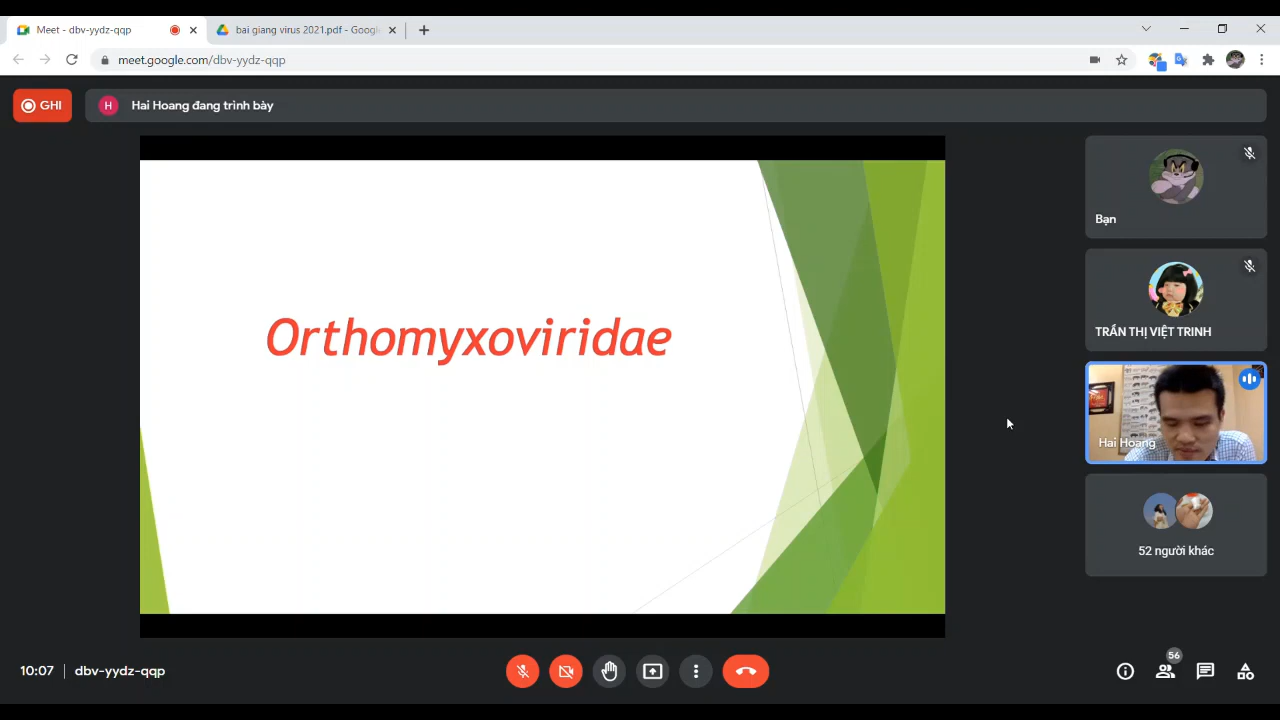 Meet - dbv-yydz-qqp
bai giang virus 2021.pdf - Goog
meet.google.com/dbv-yydz-qqp
GHI
H
Hai Hoang đang trình bày
Orthomyxoviridae
Bạn
TRẦN THỊ VIỆT TRINH
Hai Hoang
52 người khác
10:07
dbv-yydz-qqp
56